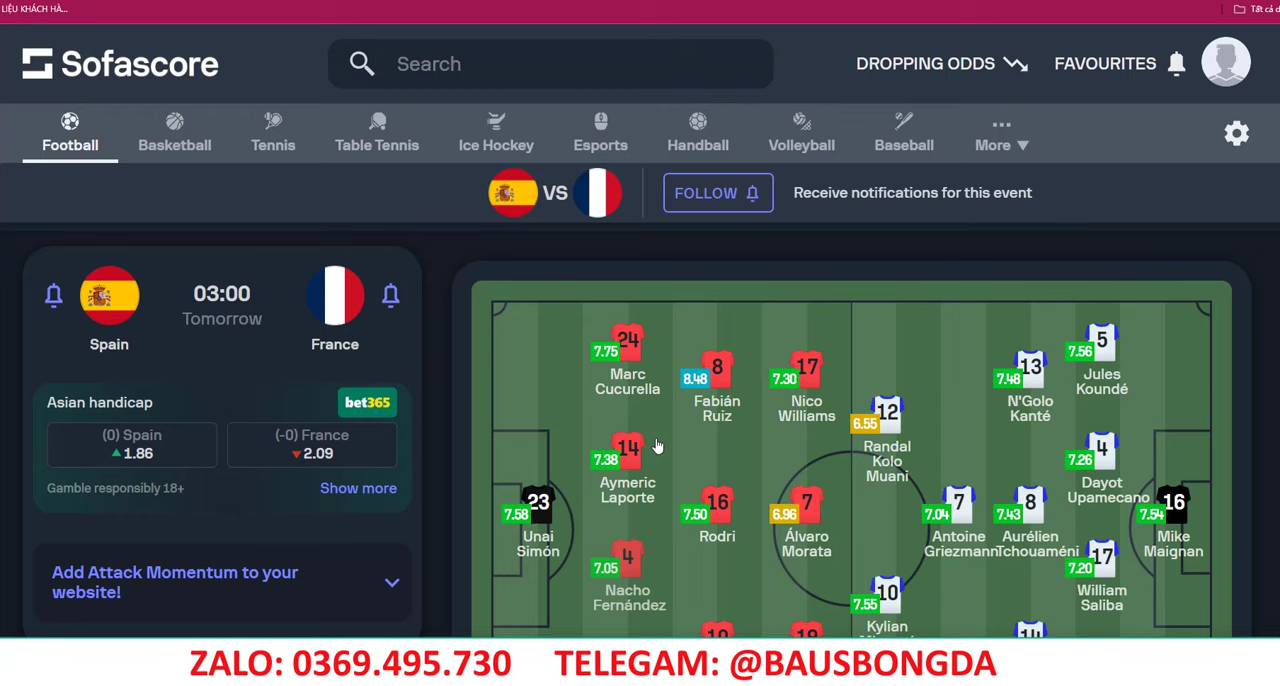 LIỆU KHÁCH HÀ...
Tất cả d
Sofascore
Search
DROPPING ODDS
FAVOURITES
Football
Basketball
Tennis
Table Tennis
Ice Hockey
Esports
Handball
Volleyball
Baseball
More
VS
FOLLOW
Receive notifications for this event
03:00
Tomorrow
Spain
France
Asian handicap
bet365
(0) Spain
1.86
(-0) France
2.09
Gamble responsibly 18+
Show more
Add Attack Momentum to your
website!
24
7.75
Marc
Cucurella
8
8.48
Fabián
Ruiz
17
7.30
Nico
Williams
14
7.38
Aymeric
Laporte
23
7.58
Unai
Simón
16
7.50
Rodri
7
6.96
Álvaro
Morata
4
7.05
Nacho
Fernández
12
6.55
Randal
Kolo
Muani
13
7.48
N'Golo
Kanté
5
7.56
Jules
Koundé
4
7.26
Dayot
Upamecano
7
7.04
Antoine
Griezmann
8
7.43
Aurélien
Tchouaméni
16
7.54
Mike
Maignan
17
7.20
William
Saliba
10
7.55
Kylian
ZALO: 0369.495.730 TELEGAM: @BAUSBONGDA